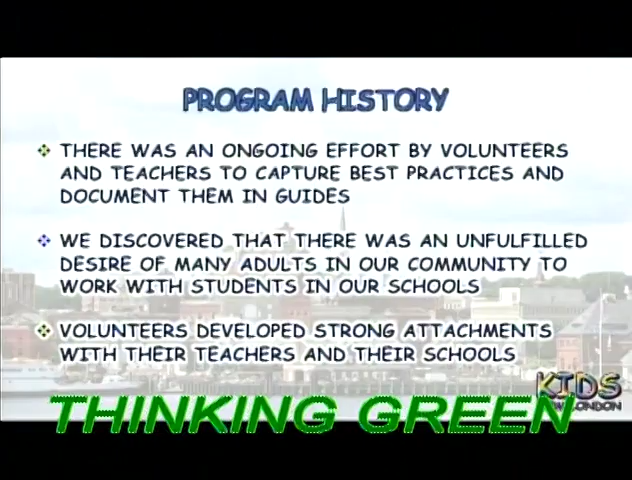 PROGRAM HISTORY
THERE WAS AN ONGOING EFFORT BY VOLUNTEERS
AND TEACHERS TO CAPTURE BEST PRACTICES AND
DOCUMENT THEM IN GUIDES
WE DISCOVERED THAT THERE WAS AN UNFULFILLED
DESIRE OF MANY ADULTS IN OUR COMMUNITY TO
WORK WITH STUDENTS IN OUR SCHOOLS
VOLUNTEERS DEVELOPED STRONG ATTACHMENTS
WITH THEIR TEACHERS AND THEIR SCHOOLS
KIDS
LONDON
THINKING GREEN